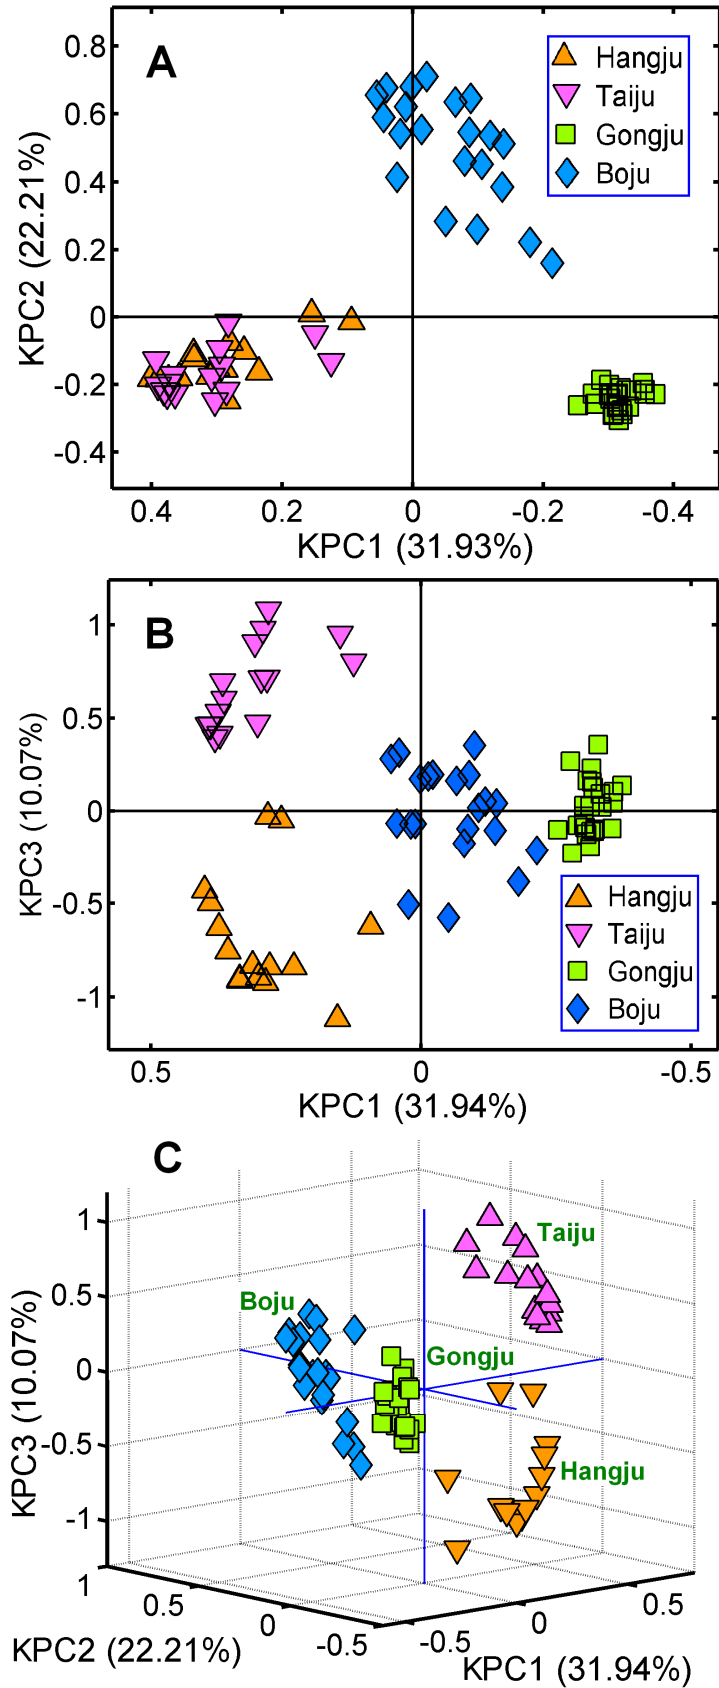 A
Hangju
Taiju
Gongju
Boju
0.8
0.6
0.4
0.2
0
-0.2
-0.4
KPC2 (22.21%)
0.4 0.2 0 -0.2 -0.4
KPC1 (31.93%)
B
1
0.5
0
-0.5
-1
KPC3 (10.07%)
Hangju
Taiju
Gongju
Boju
0.5 0 -0.5
KPC1 (31.94%)
C
1
0.5
0
-0.5
-1
KPC3 (10.07%)
Taiju
Boju
Gongju
Hangju
1 0.5 0 -0.5
KPC2 (22.21%)
-0.5 0 0.5
KPC1 (31.94%)